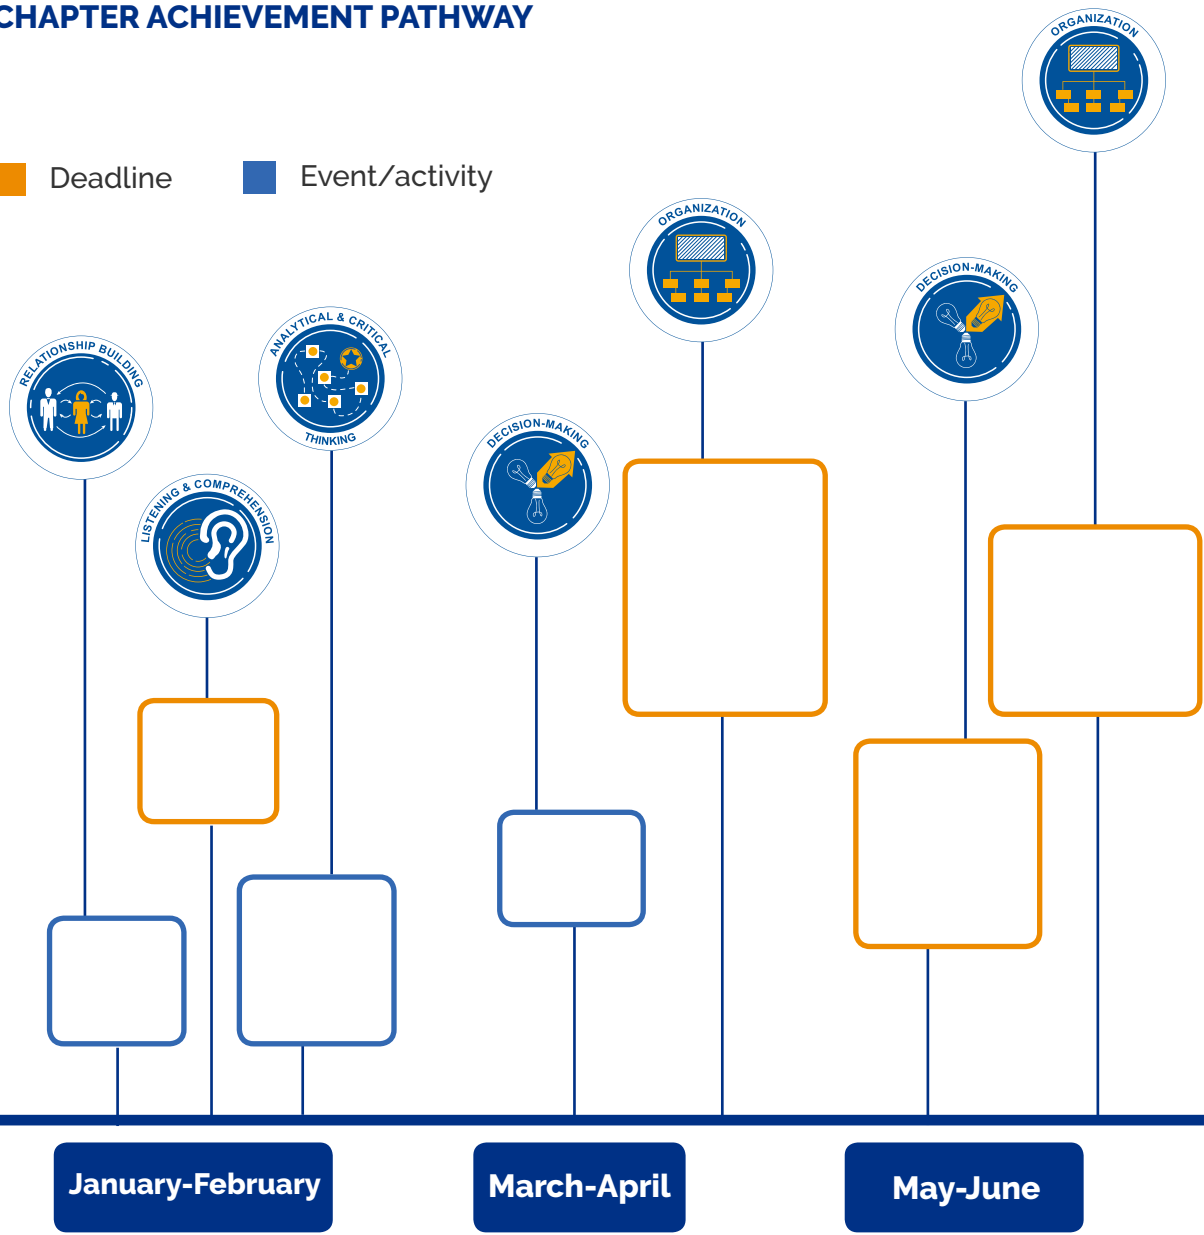 CHAPTER ACHIEVEMENT PATHWAY
ORGANIZATION
Deadline
Event/activity
ORGANIZATION
DECISION-MAKING
ANALYTICAL & CRITICAL
THINKING
RELATIONSHIP BUILDING
DECISION-MAKING
LISTENING & COMPREHENSION
January-February
March-April
May-June